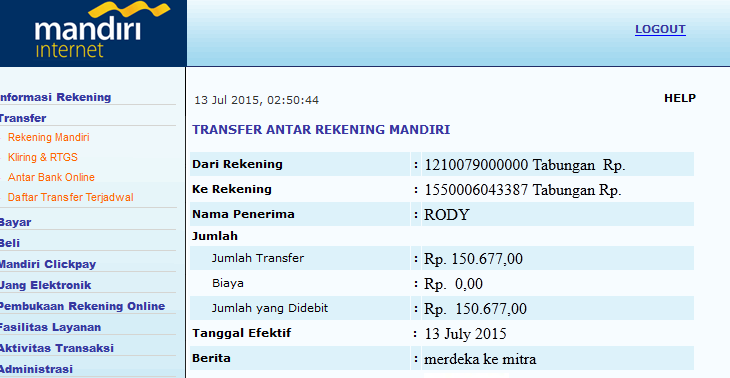 mandiri
internet
LOGOUT
13 Jul 2015, 02:50:44
HELP
nformasi Rekening
Transfer
Rekening Mandiri
Kliring & RTGS
Antar Bank Online
Daftar Transfer Terjadwal
Bayar
Beli
Mandiri Clickpay
Uang Elektronik
Pembukaan Rekening Online
Fasilitas Layanan
Aktivitas Transaksi
Administrasi
TRANSFER ANTAR REKENING MANDIRI
Dari Rekening : 1210079000000 Tabungan Rp.
Ke Rekening : 1550006043387 Tabungan Rp.
Nama Penerima : RODY
Jumlah
Jumlah Transfer : Rp. 150.677,00
Biaya : Rp. 0,00
Jumlah yang Didebit : Rp. 150.677,00
Tanggal Efektif : 13 July 2015
Berita : merdeka ke mitra